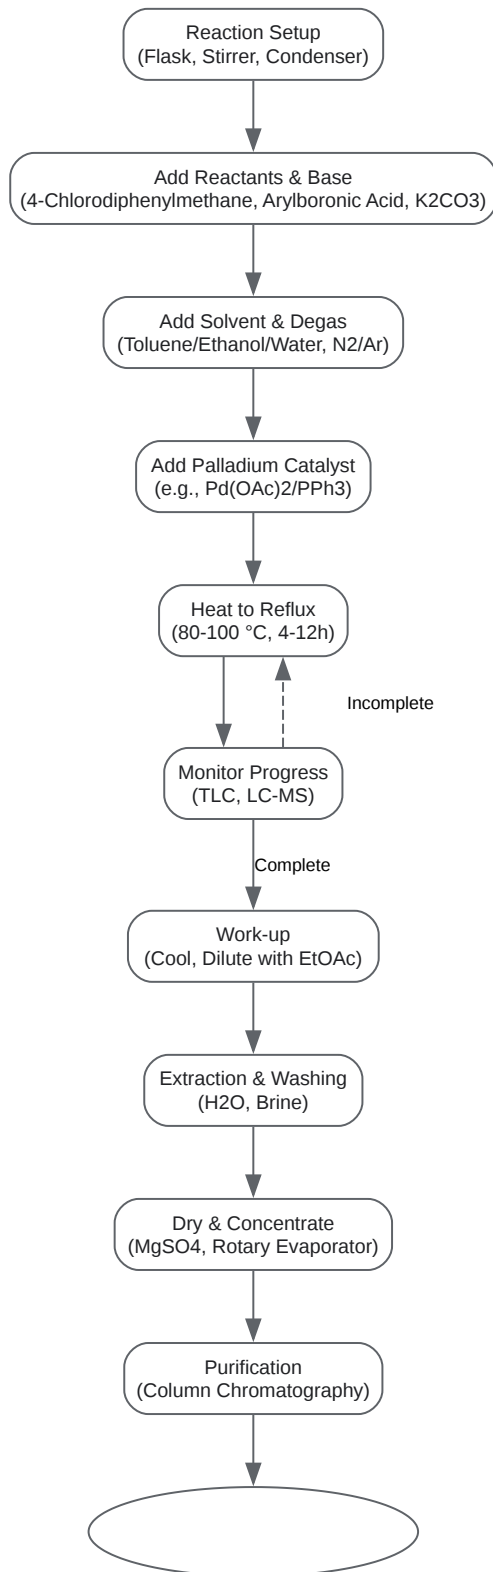 Reaction Setup
(Flask, Stirrer, Condenser)
Add Reactants & Base
(4-Chlorodiphenylmethane, Arylboronic Acid, K2CO3)
Add Solvent & Degas
(Toluene/Ethanol/Water, N2/Ar)
Add Palladium Catalyst
(e.g., Pd(OAc)2/PPh3)
Heat to Reflux
(80-100 °C, 4-12h)
Incomplete
Monitor Progress
(TLC, LC-MS)
Complete
Work-up
(Cool, Dilute with EtOAc)
Extraction & Washing
(H2O, Brine)
Dry & Concentrate
(MgSO4, Rotary Evaporator)
Purification
(Column Chromatography)